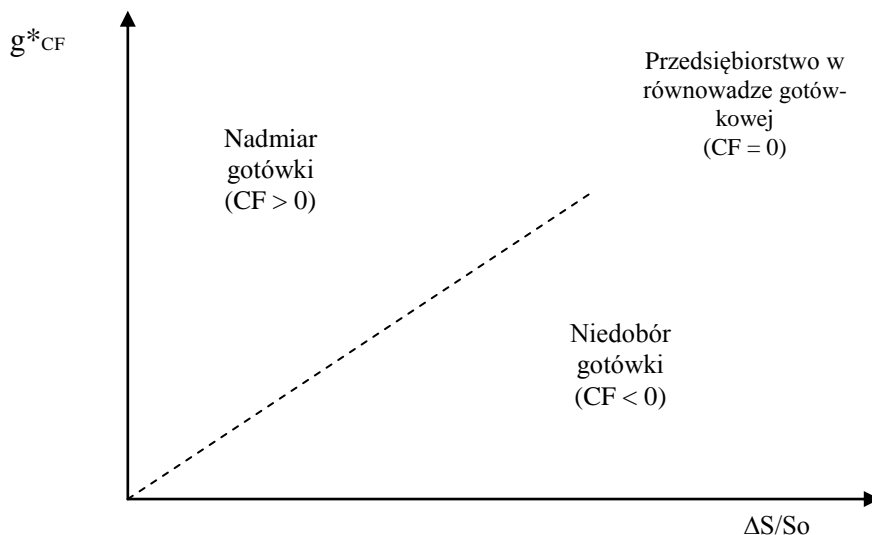 g*CF
Przedsiębiorstwo w
równowadze gotów-
kowej
(CF = 0)
Nadmiar
gotówki
(CF > 0)
Niedobór
gotówki
(CF < 0)
ΔS/So